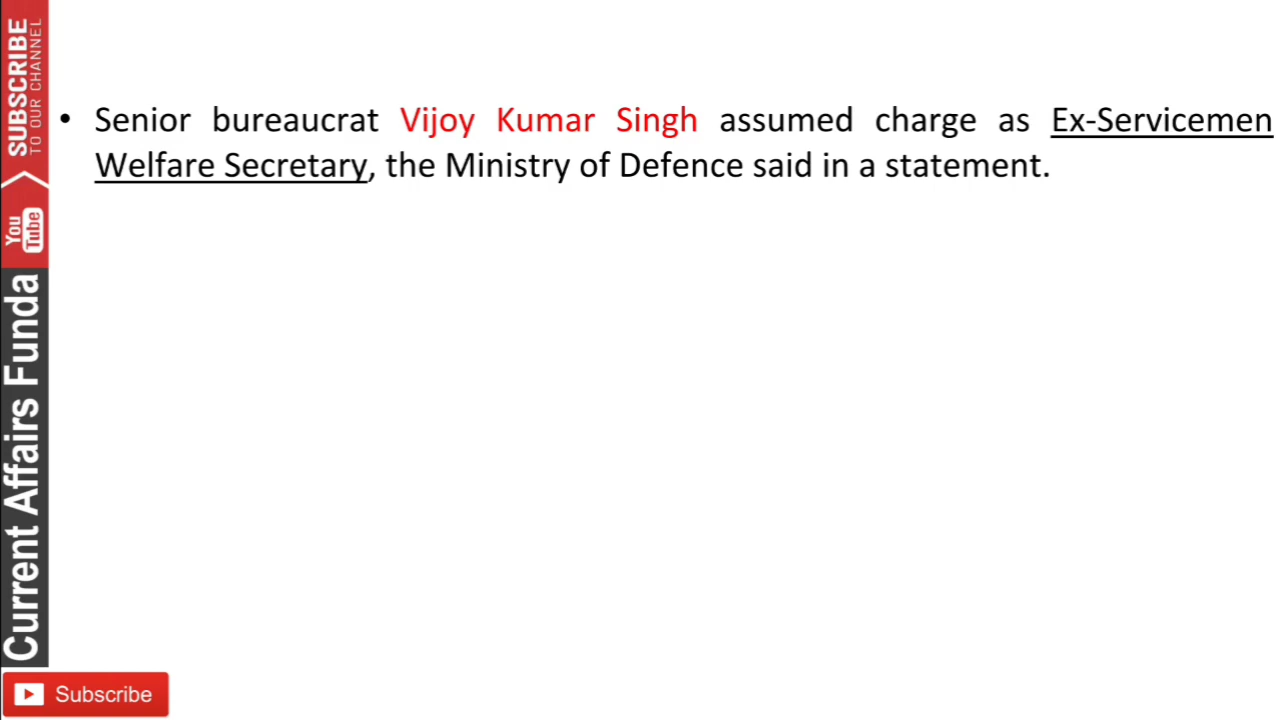 SUBSCRIBE
TO OUR CHANNEL
You
Tube
Current Affairs Funda
• Senior bureaucrat Vijoy Kumar Singh assumed charge as Ex-Servicemen
Welfare Secretary, the Ministry of Defence said in a statement.
Subscribe